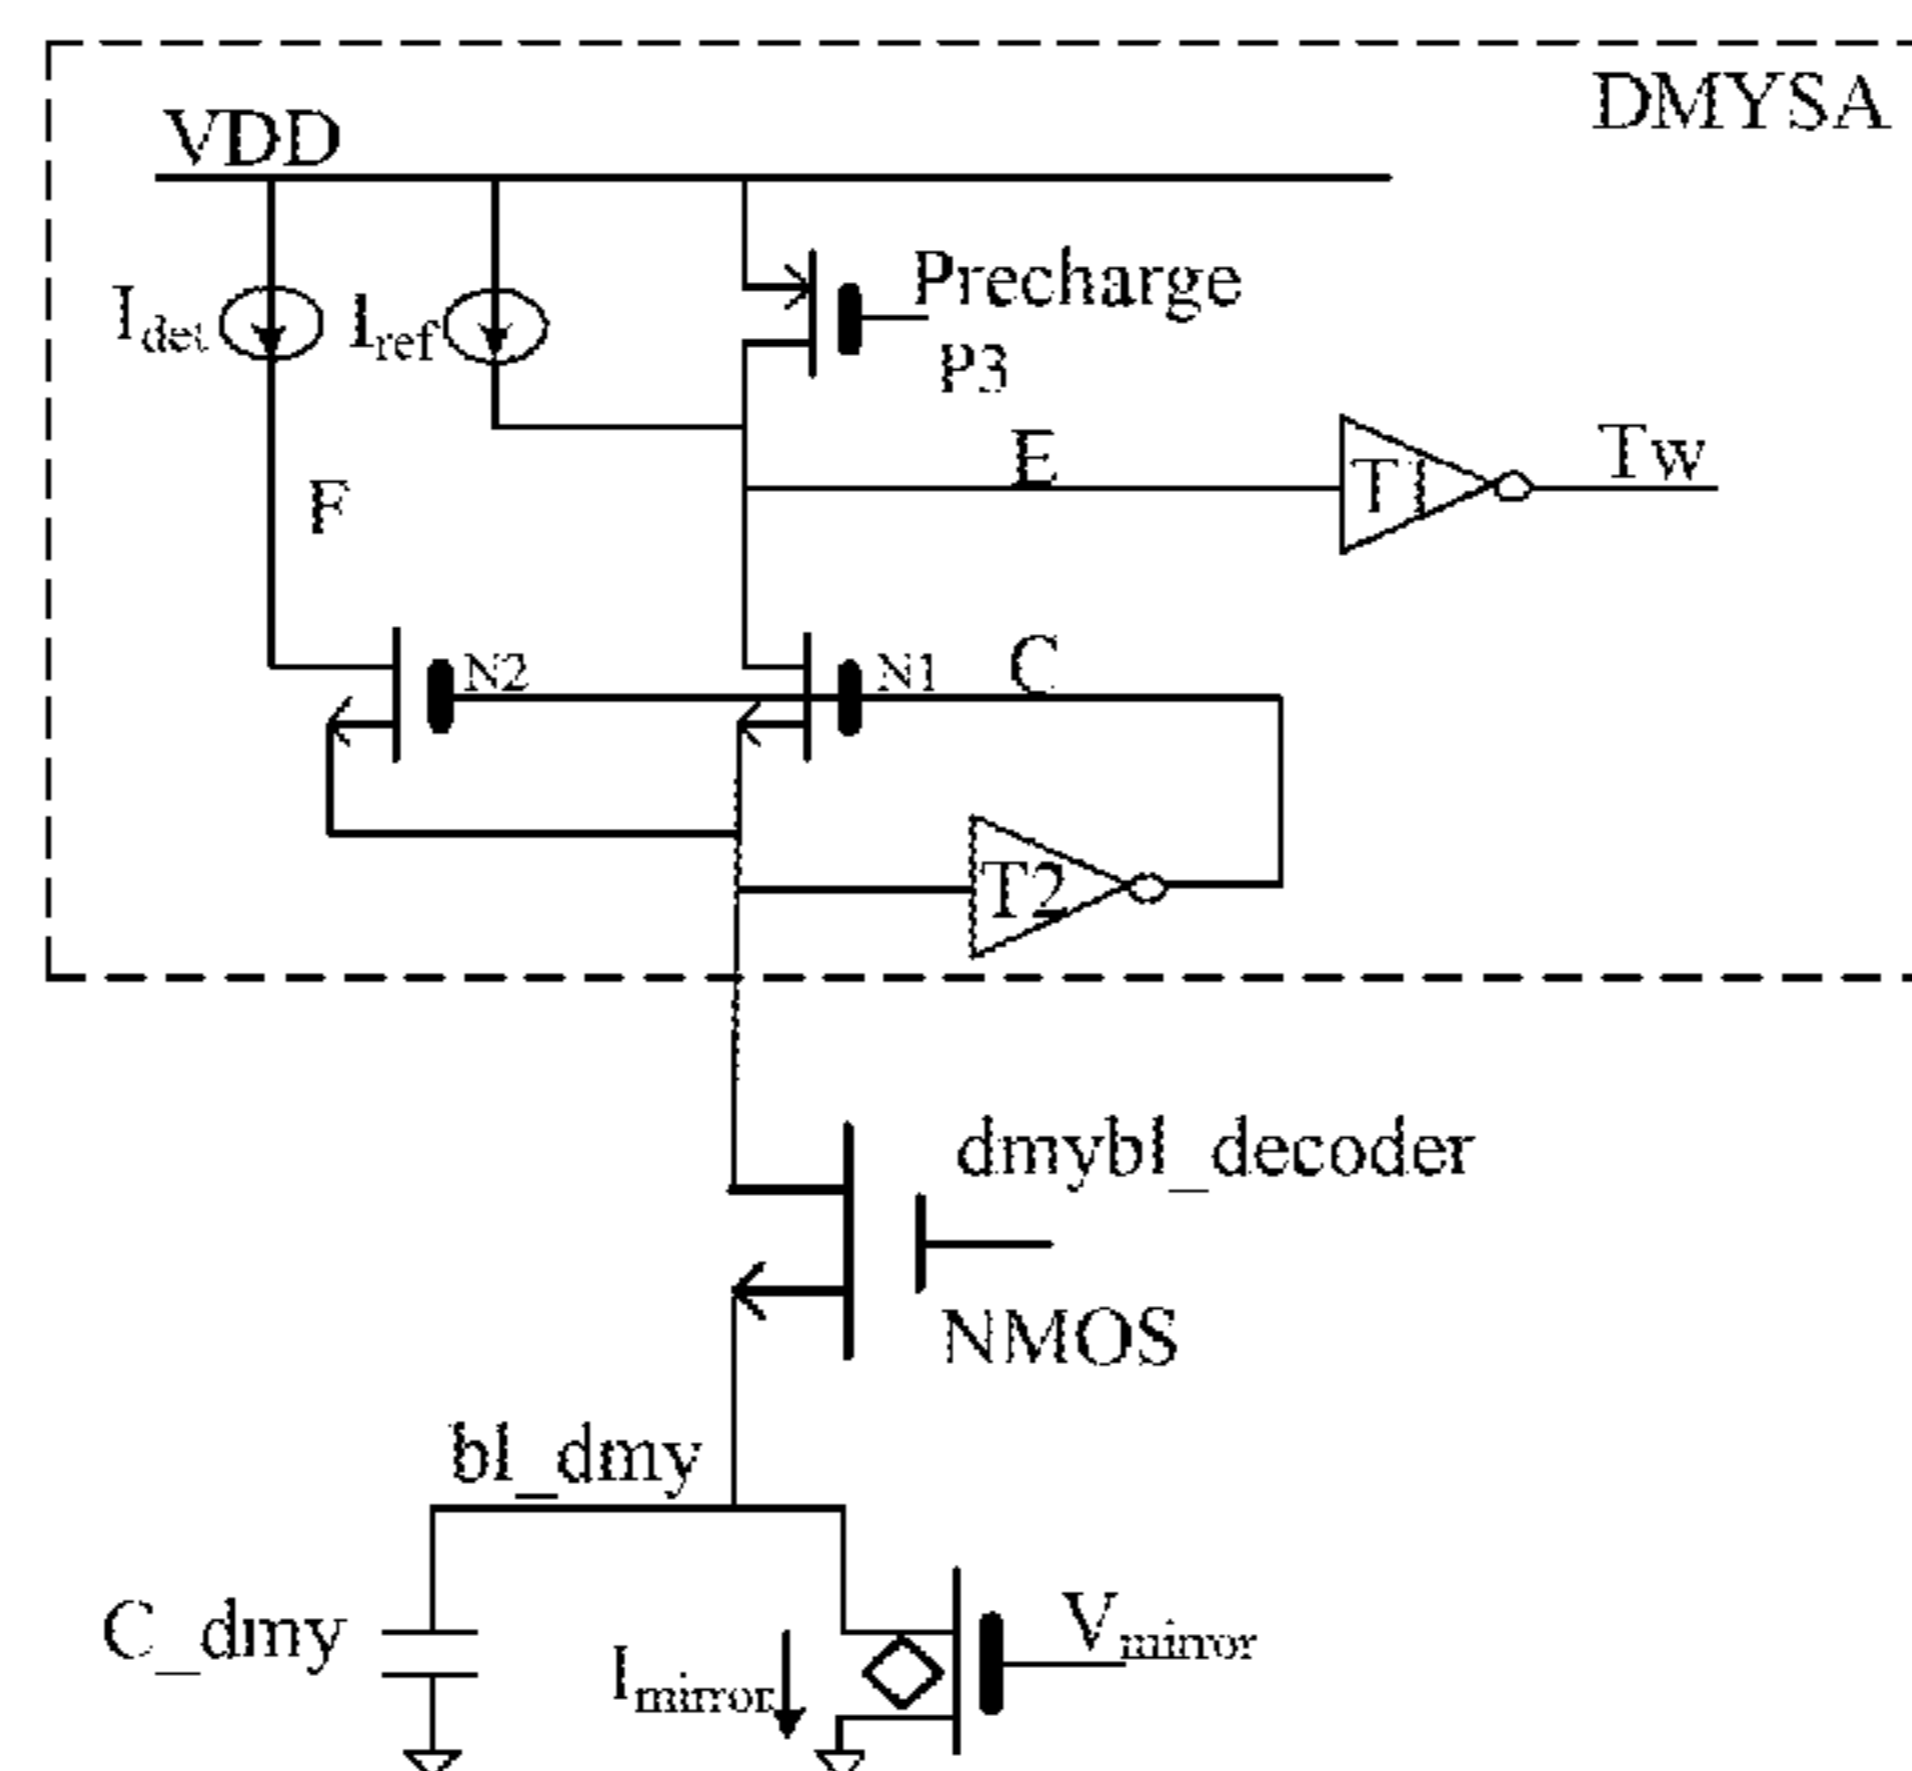 DMYSA
VDD
Precharge
Idet
Iref
P3
E
Tw
T1
F
N2
N1
C
T2
dmybl_decoder
NMOS
bl_dmy
C_dmy
Vmirror
Imirror